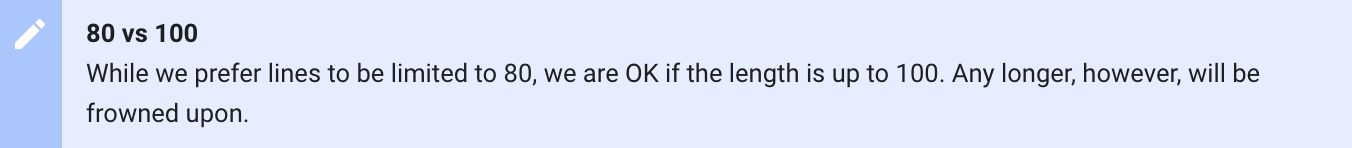 80 vs 100
While we prefer lines to be limited to 80, we are OK if the length is up to 100. Any longer, however, will be
frowned upon.